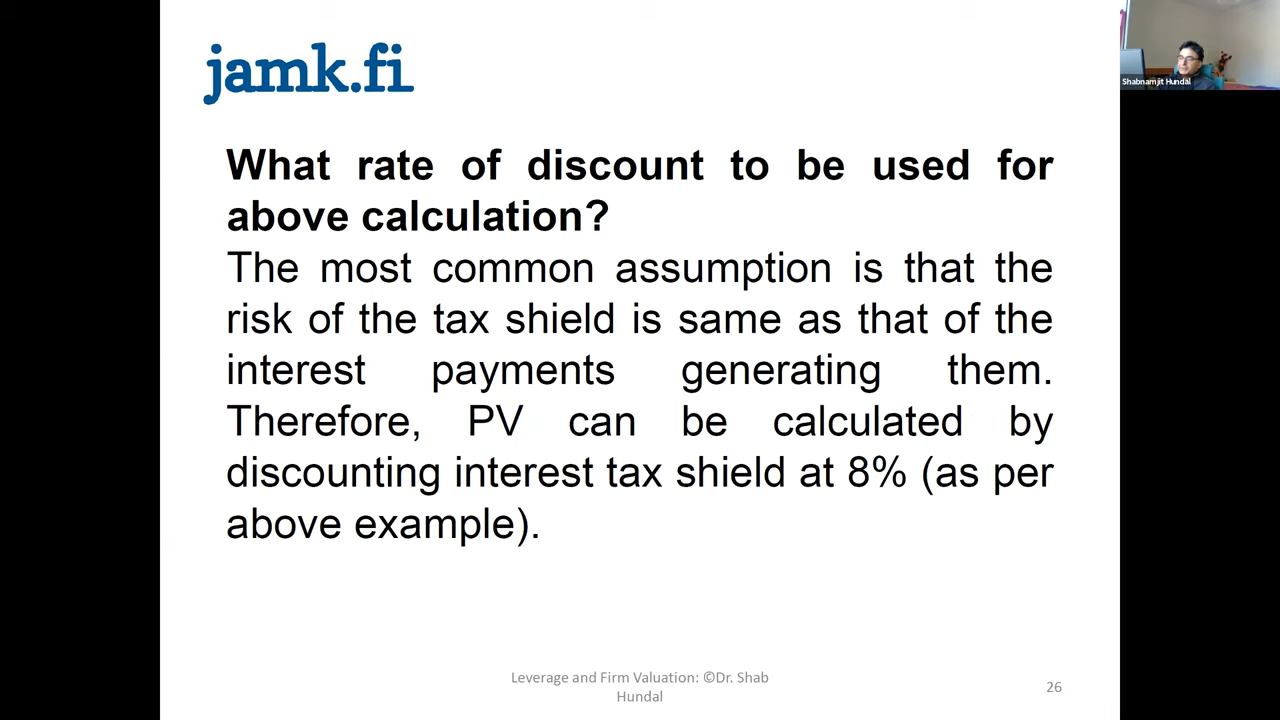 jamk.fi
Shabnamjit Hundal
What rate of discount to be used for
above calculation?
The most common assumption is that the
risk of the tax shield is same as that of the
interest payments generating them.
Therefore, PV can be calculated by
discounting interest tax shield at 8% (as per
above example).
Leverage and Firm Valuation: ©Dr. Shab
Hundal
26